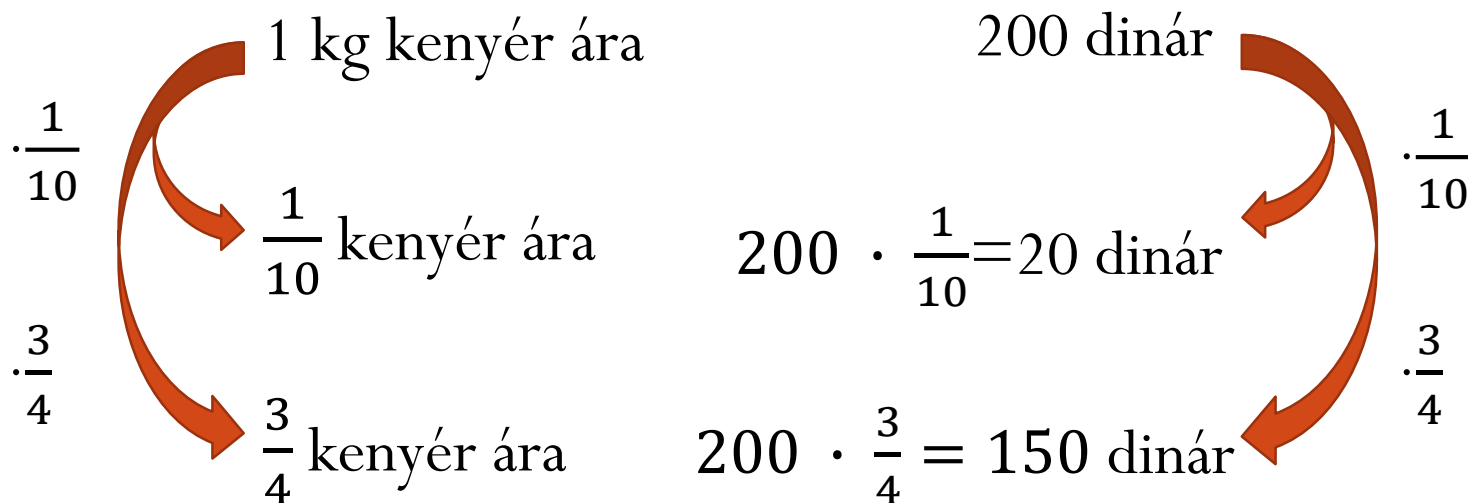 1 kg kenyér ára 200 dinár
·1/10 ·1/10
1/10 kenyér ára 200 · 1/10=20 dinár
·3/4 ·3/4
3/4 kenyér ára 200 · 3/4 = 150 dinár